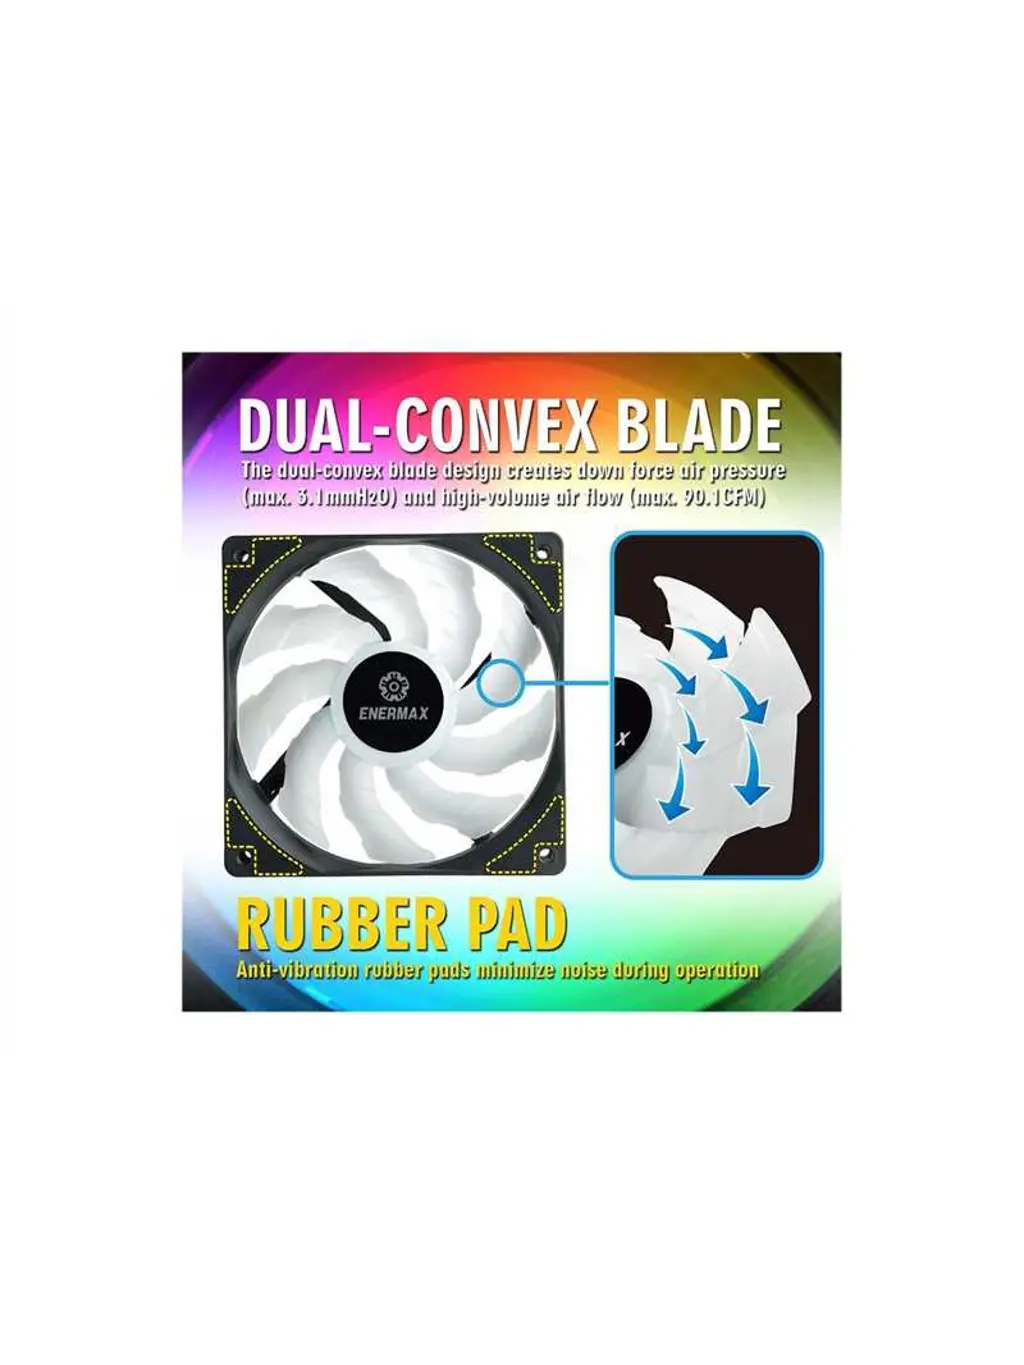 DUAL-CONVEX BLADE
The dual-convex blade design creates down force air pressure
(max. 3.1mmH2O) and high-volume air flow (max. 90.1CFM)
ENERMAX
X
RUBBER PAD
Anti-vibration rubber pads minimize noise during operation